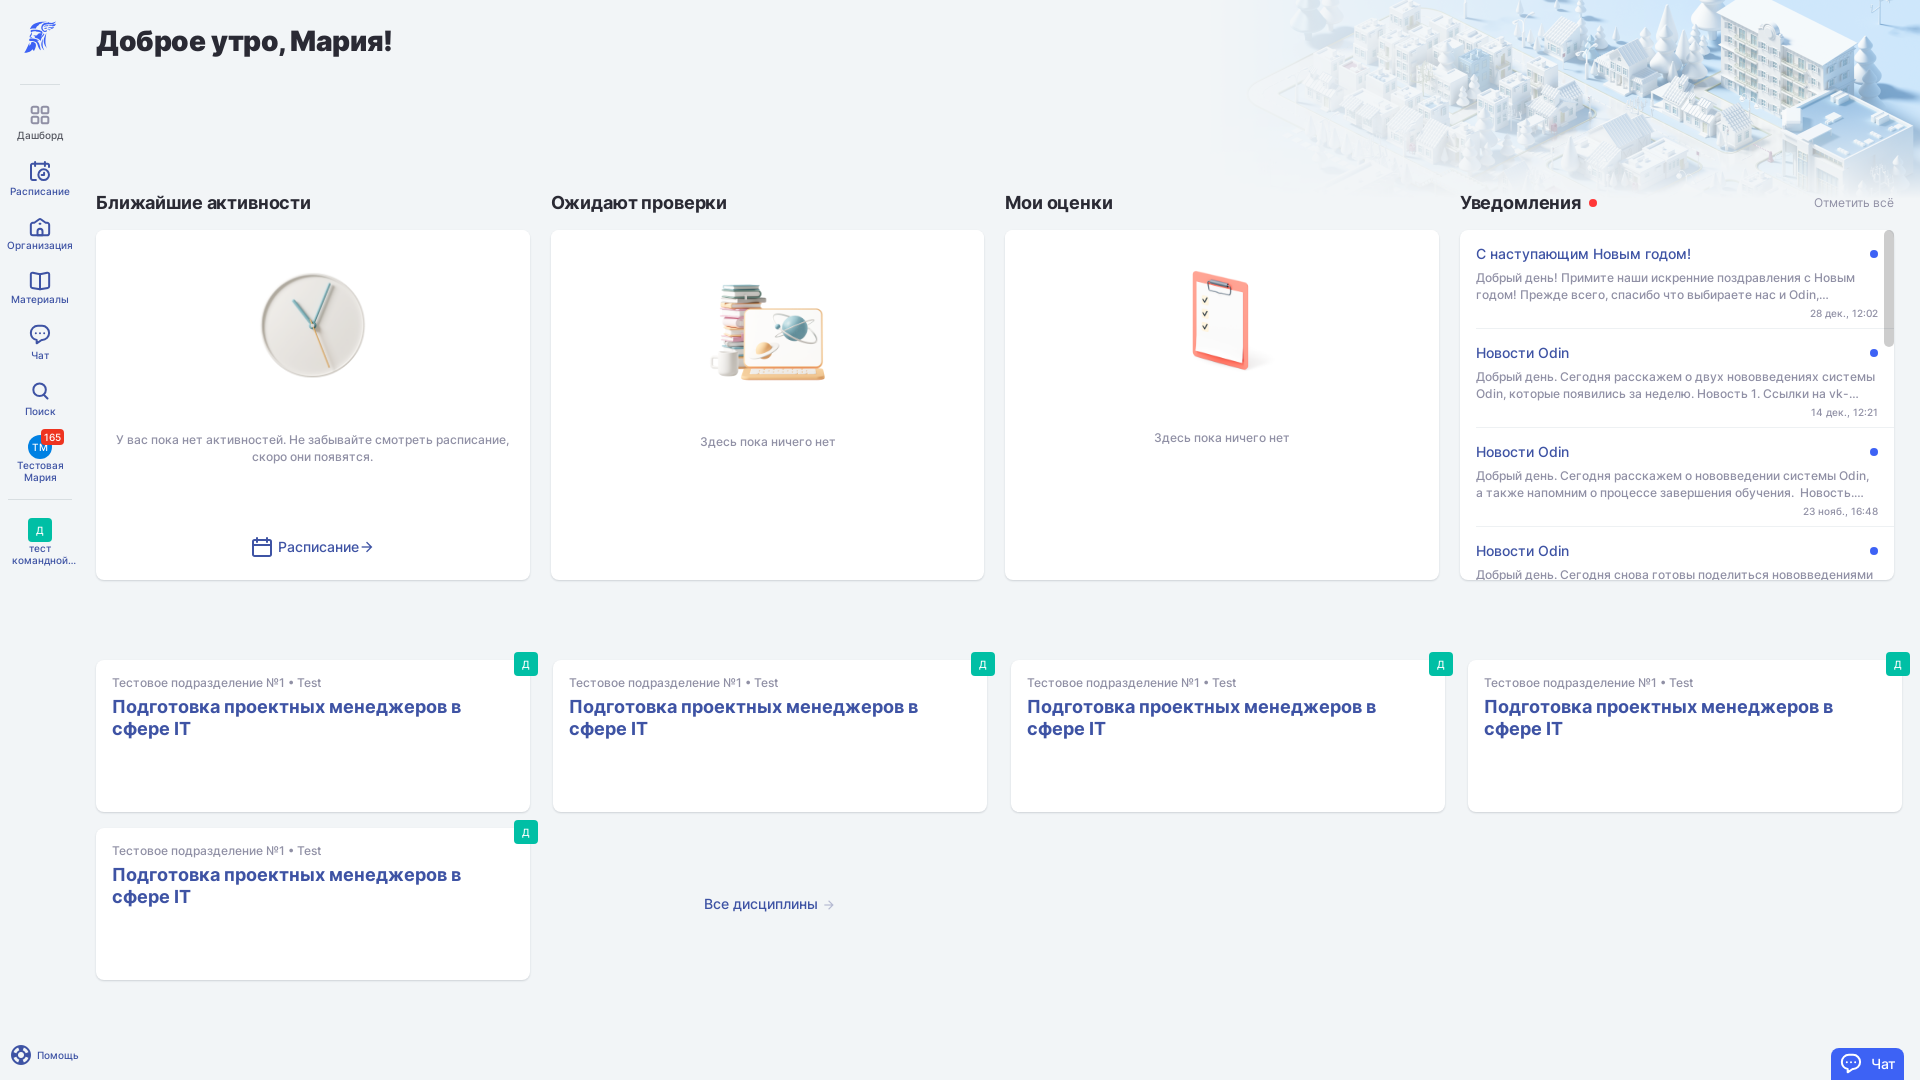 Доброе утро, Мария!
Дашборд
Расписание
Организация
Материалы
Чат
Поиск
165
ТМ
Тестовая
Мария
Д
тест
командной...
Помощь
Ближайшие активности
У вас пока нет активностей. Не забывайте смотреть расписание,
скоро они появятся.
Расписание
Ожидают проверки
Здесь пока ничего нет
Мои оценки
Здесь пока ничего нет
Уведомления
Отметить всё
С наступающим Новым годом!
Добрый день! Примите наши искренние поздравления с Новым
годом! Прежде всего, спасибо что выбираете нас и Odin,...
28 дек., 12:02
Новости Odin
Добрый день. Сегодня расскажем о двух нововведениях системы
Odin, которые появились за неделю. Новость 1. Ссылки на vk-...
14 дек., 12:21
Новости Odin
Добрый день. Сегодня расскажем о нововведении системы Odin,
а также напомним о процессе завершения обучения. Новость....
23 нояб., 16:48
Новости Odin
Добрый день. Сегодня снова готовы поделиться нововведениями
Д
Тестовое подразделение №1 • Test
Подготовка проектных менеджеров в
сфере IT
Д
Тестовое подразделение №1 • Test
Подготовка проектных менеджеров в
сфере IT
Д
Тестовое подразделение №1 • Test
Подготовка проектных менеджеров в
сфере IT
Д
Тестовое подразделение №1 • Test
Подготовка проектных менеджеров в
сфере IT
Д
Тестовое подразделение №1 • Test
Подготовка проектных менеджеров в
сфере IT
Все дисциплины
Чат